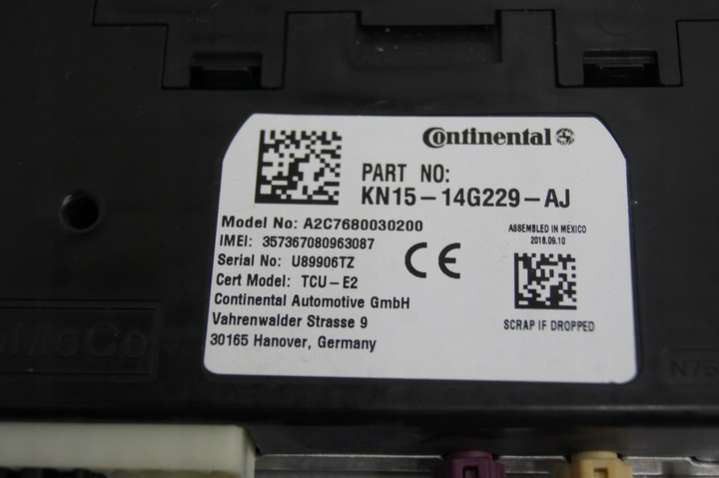 Continental
PART NO:
KN15-14G229-AJ
Model No: A2C7680030200
IMEI: 357367080963087
Serial No: U89906TZ
Cert Model: TCU-E2
Continental Automotive GmbH
Vahrenwalder Strasse 9
30165 Hanover, Germany
CE
ASSEMBLED IN MEXICO
2018.09.10
SCRAP IF DROPPED